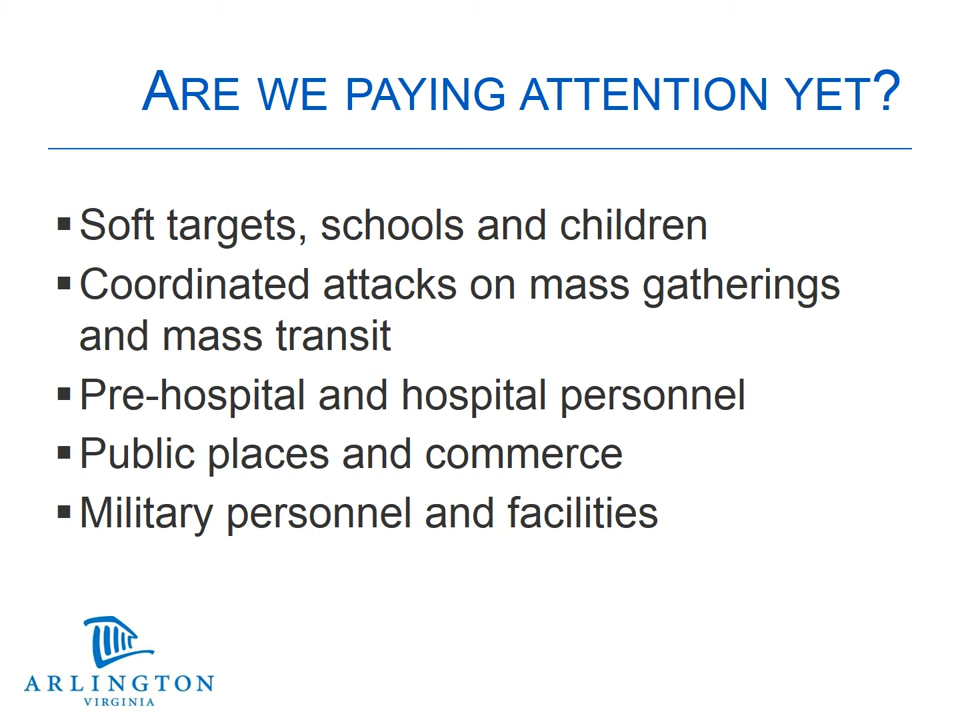 ARE WE PAYING ATTENTION YET?
▪ Soft targets, schools and children
▪ Coordinated attacks on mass gatherings
and mass transit
▪ Pre-hospital and hospital personnel
▪ Public places and commerce
▪ Military personnel and facilities
ARLINGTON
VIRGINIA